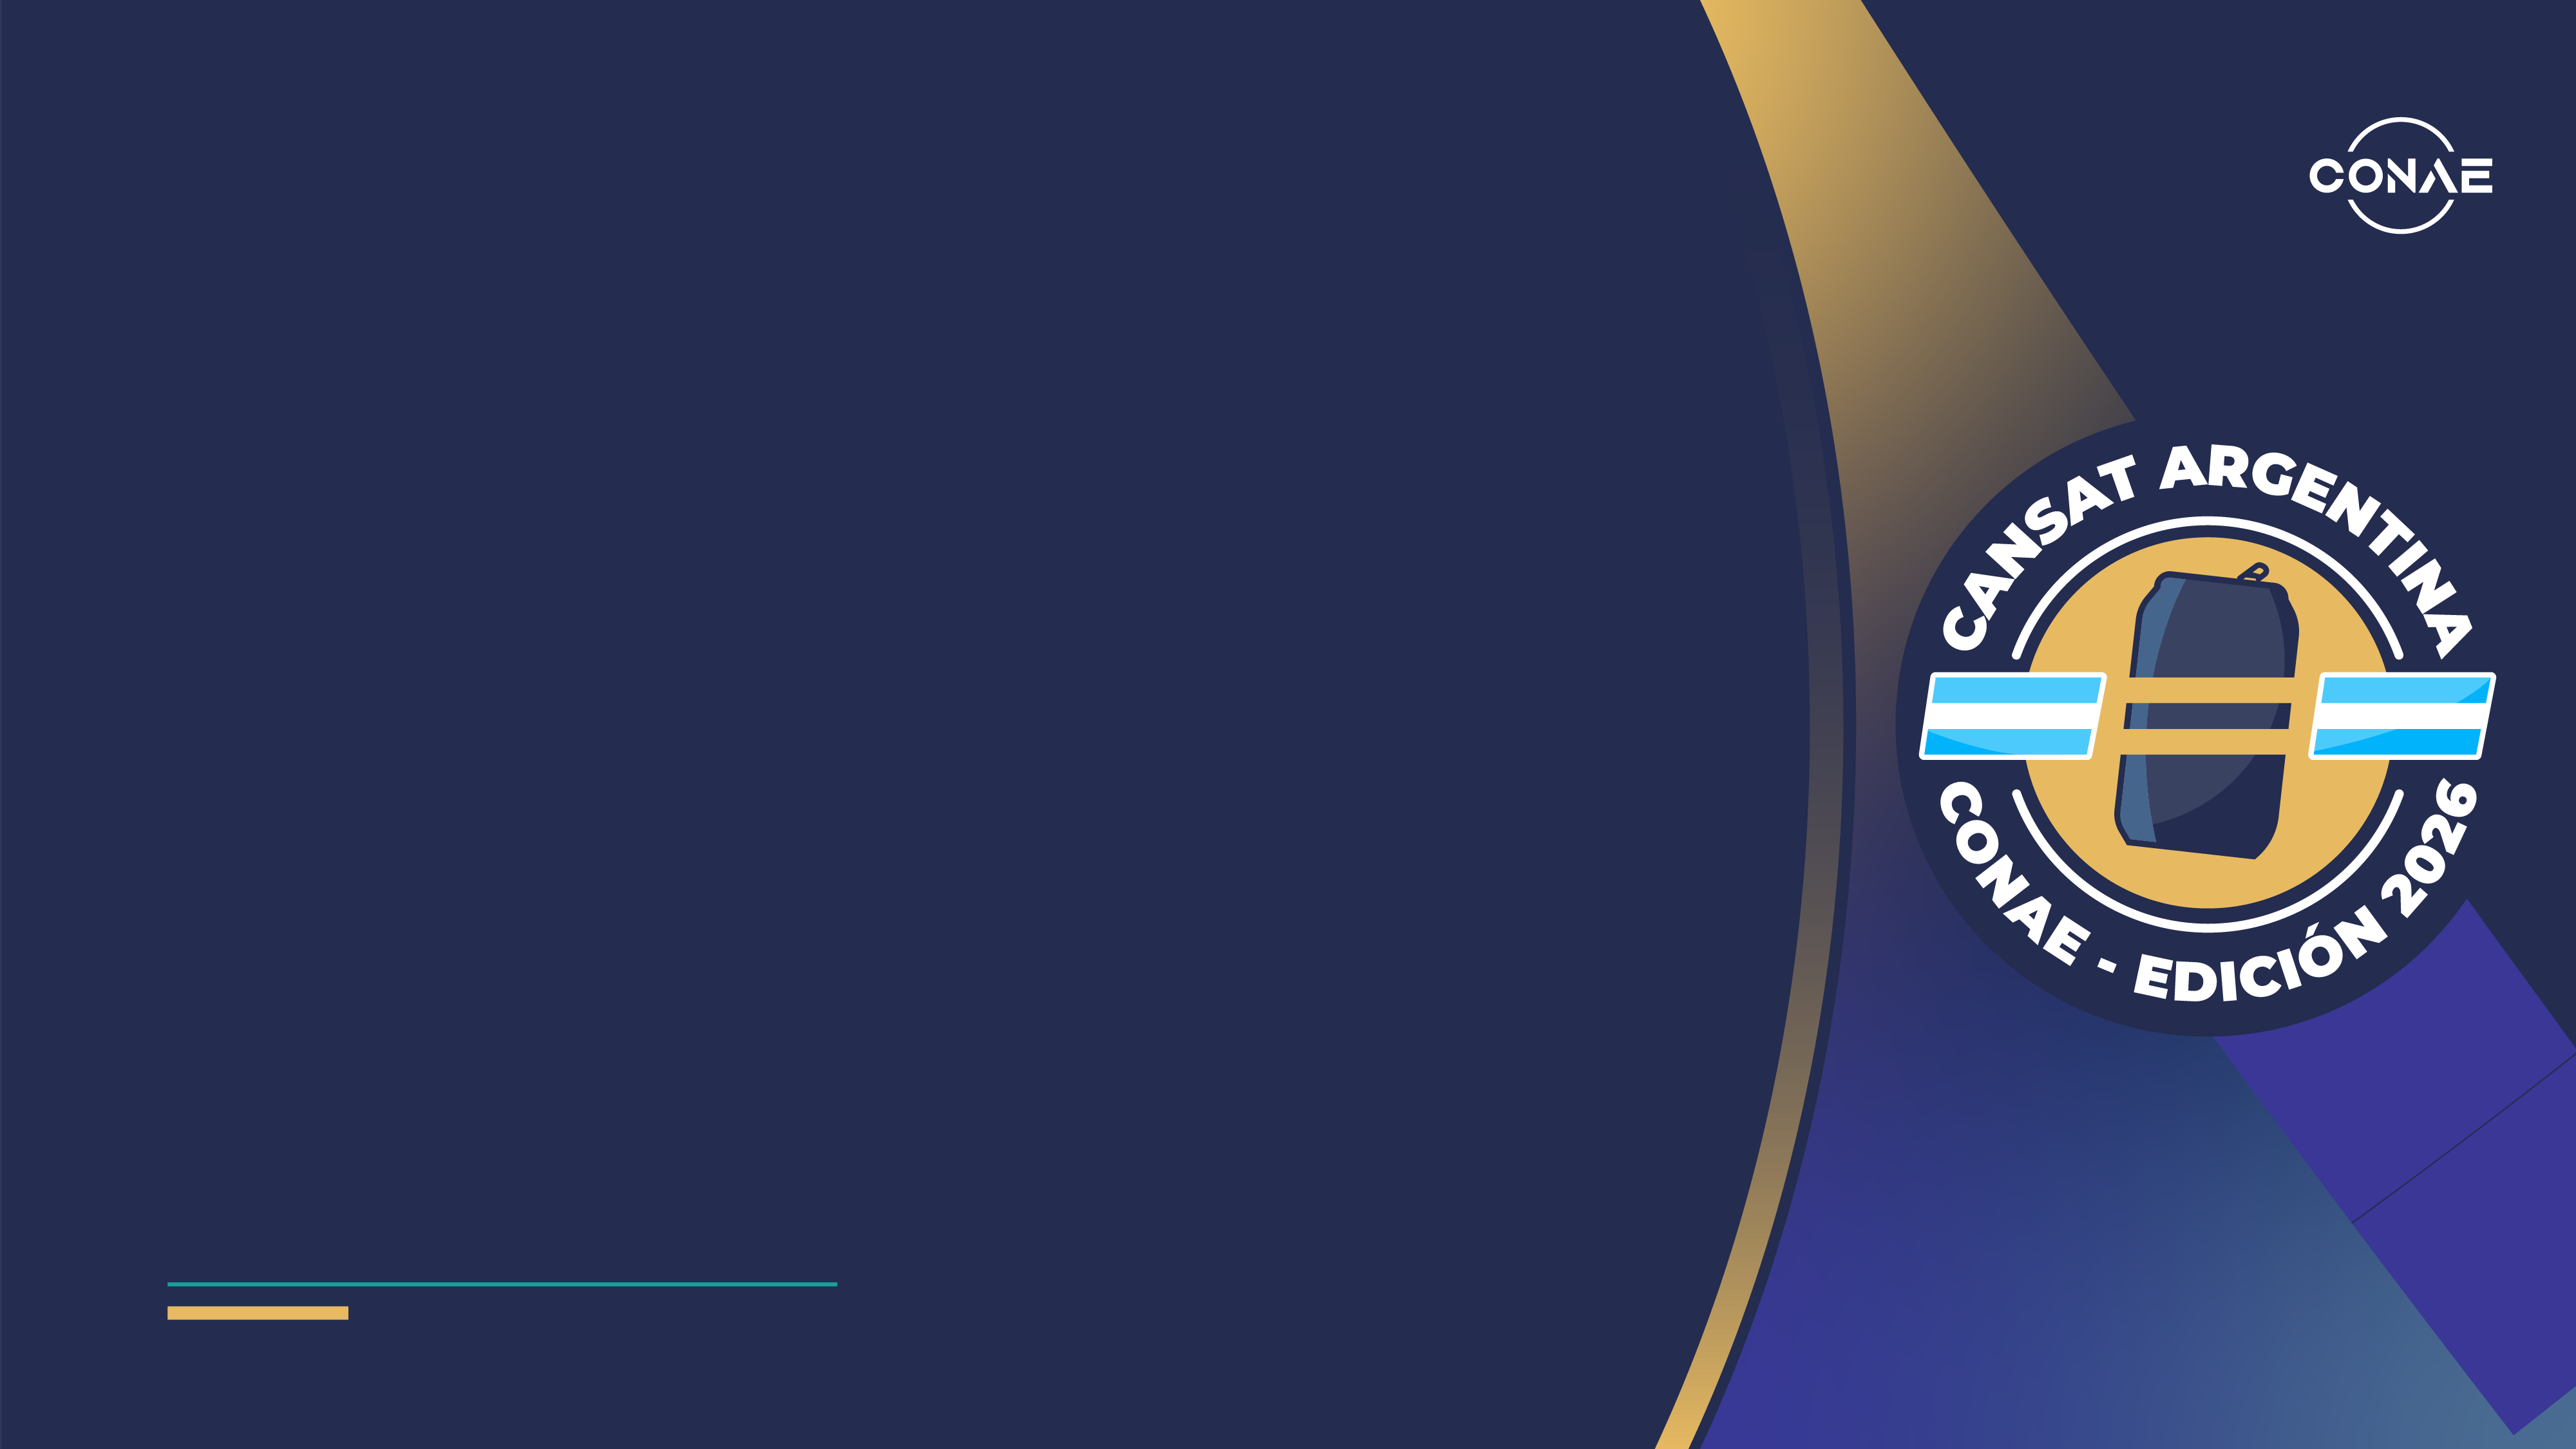 CONAE
CANSAT ARGENTINA
CONAE - EDICIÓN 2026